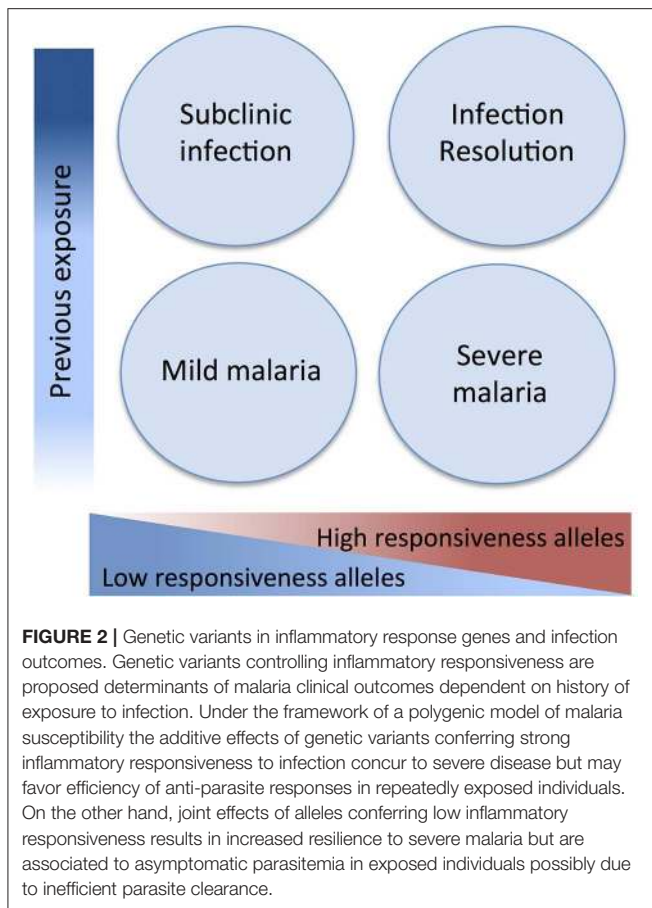 Previous exposure
Subclinic
infection
Infection
Resolution
Mild malaria
Severe
malaria
High responsiveness alleles
Low responsiveness alleles
FIGURE 2 | Genetic variants in inflammatory response genes and infection
outcomes. Genetic variants controlling inflammatory responsiveness are
proposed determinants of malaria clinical outcomes dependent on history of
exposure to infection. Under the framework of a polygenic model of malaria
susceptibility the additive effects of genetic variants conferring strong
inflammatory responsiveness to infection concur to severe disease but may
favor efficiency of anti-parasite responses in repeatedly exposed individuals.
On the other hand, joint effects of alleles conferring low inflammatory
responsiveness results in increased resilience to severe malaria but are
associated to asymptomatic parasitemia in exposed individuals possibly due
to inefficient parasite clearance.